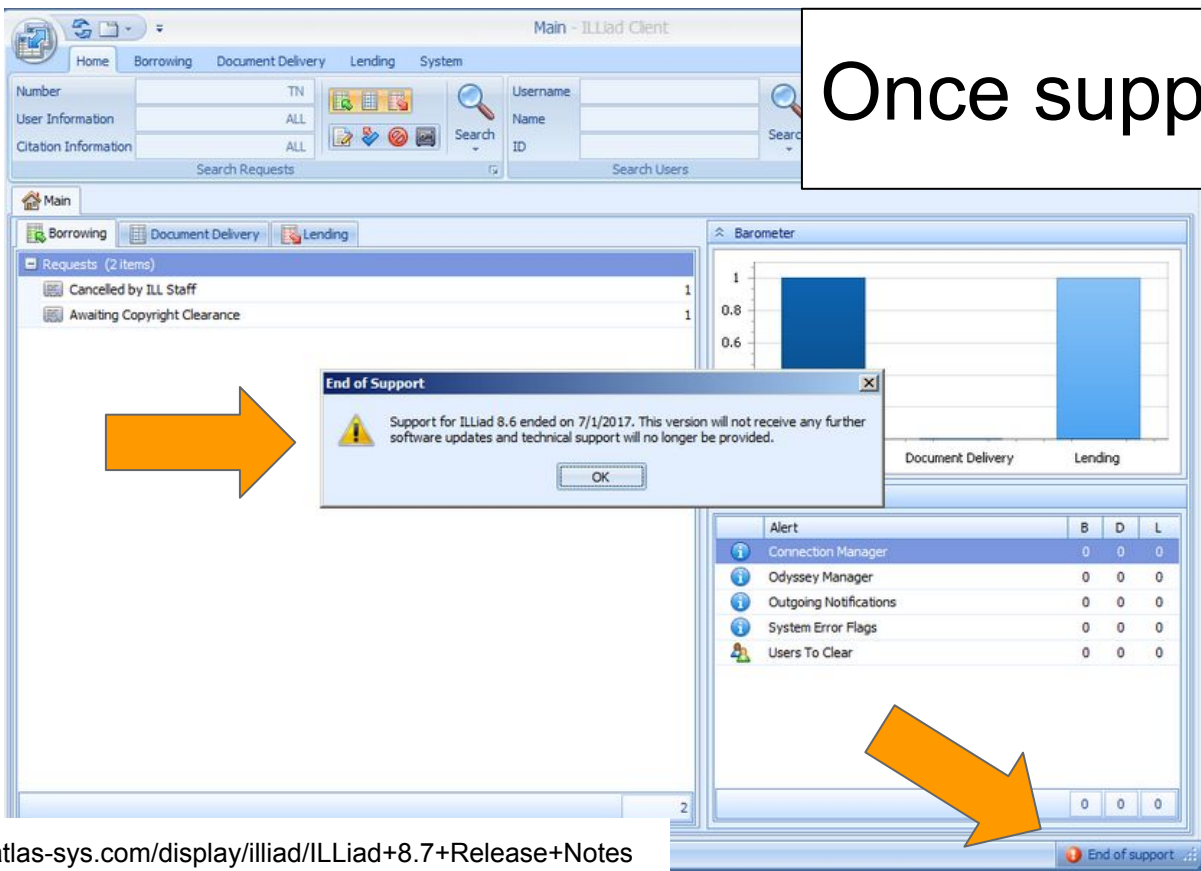 Main - ILLiad Client
Once supp
Home Borrowing Document Delivery Lending System
Number TN
User Information ALL
Citation Information ALL
Search
Search Requests
Username
Name
ID
Searc
Search Users
Main
Borrowing Document Delivery Lending
Requests (2 items)
Cancelled by ILL Staff 1
Awaiting Copyright Clearance 1
2
Barometer
1
0.8
0.6
Document Delivery Lending
End of Support
Support for ILLiad 8.6 ended on 7/1/2017. This version will not receive any further
software updates and technical support will no longer be provided.
OK
Alert B D L
Connection Manager 0 0 0
Odyssey Manager 0 0 0
Outgoing Notifications 0 0 0
System Error Flags 0 0 0
Users To Clear 0 0 0
0 0 0
atlas-sys.com/display/illiad/ILLiad+8.7+Release+Notes
End of support